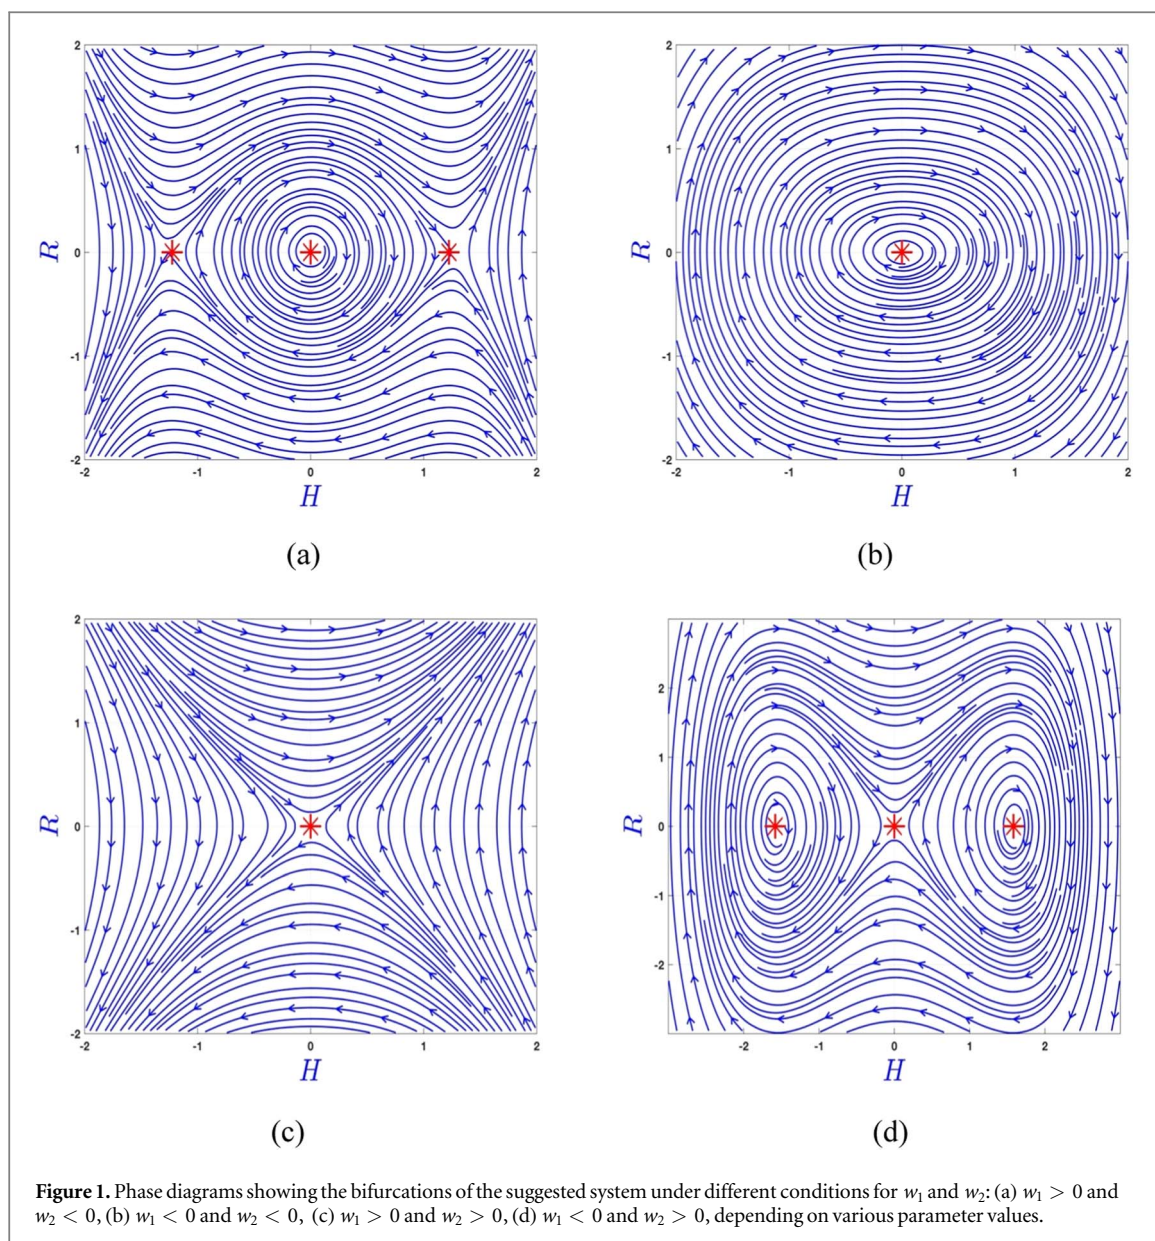 2
1
0
-1
-2
R
-2
-1
0
1
2
H
(a)
2
1
0
-1
-2
R
-2
-1
0
1
2
H
(b)
2
1
0
-1
-2
R
-2
-1
0
1
2
H
(c)
2
1
0
-1
-2
R
-2
-1
0
1
2
H
(d)
Figure 1. Phase diagrams showing the bifurcations of the suggested system under different conditions for w₁ and w₂: (a) w₁ > 0 and
w₂ < 0, (b) w₁ < 0 and w₂ < 0, (c) w₁ > 0 and w₂ > 0, (d) w₁ < 0 and w₂ > 0, depending on various parameter values.